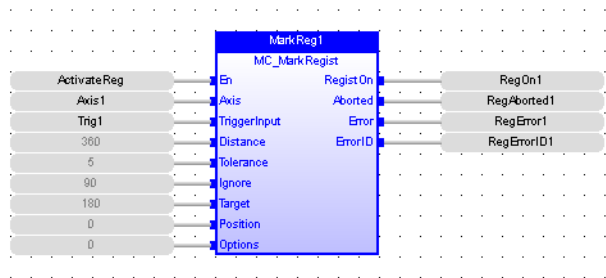 MarkReg1
MC_MarkRegist
ActivateReg En RegistOn RegOn1
Axis1 Axis Aborted RegAborted1
Trig1 TriggerInput Error RegError1
360 Distance ErrorID RegErrorID1
5 Tolerance
90 Ignore
180 Target
0 Position
0 Options